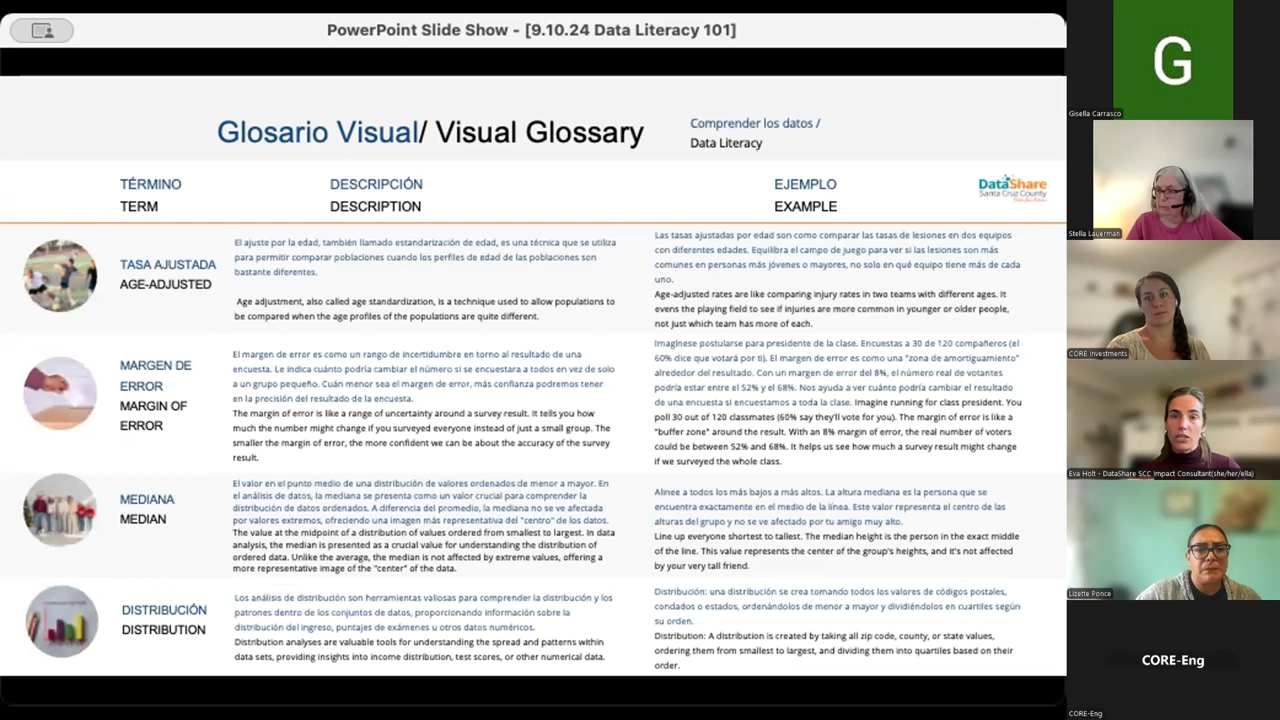 PowerPoint Slide Show - [9.10.24 Data Literacy 101]
Glosario Visual/ Visual Glossary
Comprender los datos /
Data Literacy
TÉRMINO
TERM
DESCRIPCIÓN
DESCRIPTION
EJEMPLO
EXAMPLE
DataShare
Santa Cruz County
TASA AJUSTADA
AGE-ADJUSTED
El ajuste por la edad, también llamado estandarización de edad, es una técnica que se utiliza
para permitir comparar poblaciones cuando los perfiles de edad de las poblaciones son
bastante diferentes.
Age adjustment, also called age standardization, is a technique used to allow populations to
be compared when the age profiles of the populations are quite different.
Las tasas ajustadas por edad son como comparar las tasas de lesiones en dos equipos
con diferentes edades. Equilibra el campo de juego para ver si las lesiones son más
comunes en personas más jóvenes o mayores, no solo en qué equipo tiene más de cada
uno.
Age-adjusted rates are like comparing injury rates in two teams with different ages. It
evens the playing field to see if injuries are more common in younger or older people,
not just which team has more of each.
MARGEN DE
ERROR
MARGIN OF
ERROR
El margen de error es como un rango de incertidumbre en torno al resultado de una
encuesta. Le indica cuánto podría cambiar el número si se encuestara a todos en vez de solo
a un grupo pequeño. Cuán menor sea el margen de error, más confianza podremos tener
en la precisión del resultado de la encuesta.
The margin of error is like a range of uncertainty around a survey result. It tells you how
much the number might change if you surveyed everyone instead of just a small group. The
smaller the margin of error, the more confident we can be about the accuracy of the survey
result.
Imagínese postularse para presidente de la clase. Encuestas a 30 de 120 compañeros (el
60% dice que votará por ti). El margen de error es como una "zona de amortiguamiento"
alrededor del resultado. Con un margen de error del 8%, el número real de votantes
podría estar entre el 52% y el 68%. Nos ayuda a ver cuánto podría cambiar el resultado
de una encuesta si encuestamos a toda la clase. Imagine running for class president. You
poll 30 out of 120 classmates (60% say they'll vote for you). The margin of error is like a
"buffer zone" around the result. With an 8% margin of error, the real number of voters
could be between 52% and 68%. It helps us see how much a survey result might change
if we surveyed the whole class.
MEDIANA
MEDIAN
El valor en el punto medio de una distribución de valores ordenados de menor a mayor. En
el análisis de datos, la mediana se presenta como un valor crucial para comprender la
distribución de datos ordenados. A diferencia del promedio, la mediana no se ve afectada
por valores extremos, ofreciendo una imagen más representativa del "centro" de los datos.
The value at the midpoint of a distribution of values ordered from smallest to largest. In data
analysis, the median is presented as a crucial value for understanding the distribution of
ordered data. Unlike the average, the median is not affected by extreme values, offering a
more representative image of the "center" of the data.
Alinee a todos los más bajos a más altos. La altura mediana es la persona que se
encuentra exactamente en el medio de la línea. Este valor representa el centro de las
alturas del grupo y no se ve afectado por tu amigo muy alto.
Line up everyone shortest to tallest. The median height is the person in the exact middle
of the line. This value represents the center of the group's heights, and it's not affected
by your very tall friend.
DISTRIBUCIÓN
DISTRIBUTION
Los análisis de distribución son herramientas valiosas para comprender la distribución y los
patrones dentro de los conjuntos de datos, proporcionando información sobre la
distribución del ingreso, puntajes de exámenes u otros datos numéricos.
Distribution analyses are valuable tools for understanding the spread and patterns within
data sets, providing insights into income distribution, test scores, or other numerical data.
Distribución: una distribución se crea tomando todos los valores de códigos postales,
condados o estados, ordenándolos de menor a mayor y dividiéndolos en cuartiles según
su orden.
Distribution: A distribution is created by taking all zip code, county, or state values,
ordering them from smallest to largest, and dividing them into quartiles based on their
order.
G
Gisella Carrasco
Stella Lauerman
CORE Investments
Eva Holt - DataShare SCC Impact Consultant(she/her/ella)
Lizette Ponce
CORE-Eng
CORE-Eng